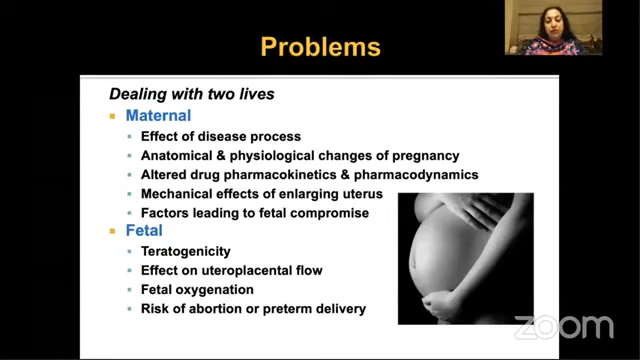 Problems
Dealing with two lives
Maternal
Effect of disease process
Anatomical & physiological changes of pregnancy
Altered drug pharmacokinetics & pharmacodynamics
Mechanical effects of enlarging uterus
Factors leading to fetal compromise
Fetal
Teratogenicity
Effect on uteroplacental flow
Fetal oxygenation
Risk of abortion or preterm delivery
zoom